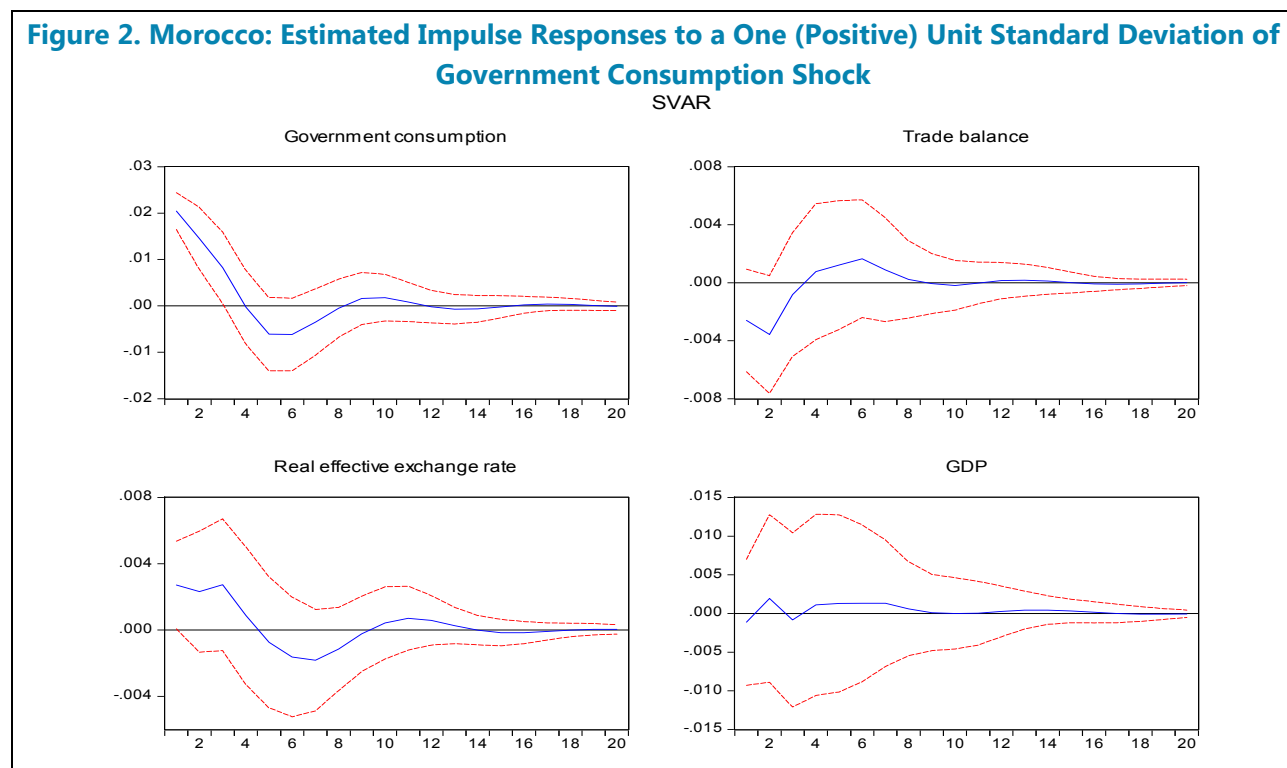 Figure 2. Morocco: Estimated Impulse Responses to a One (Positive) Unit Standard Deviation of
Government Consumption Shock
SVAR
Government consumption
.03
.02
.01
.00
-.01
-.02
2 4 6 8 10 12 14 16 18 20
Trade balance
.008
.004
.000
-.004
-.008
2 4 6 8 10 12 14 16 18 20
Real effective exchange rate
.008
.004
.000
-.004
2 4 6 8 10 12 14 16 18 20
GDP
.015
.010
.005
.000
-.005
-.010
-.015
2 4 6 8 10 12 14 16 18 20